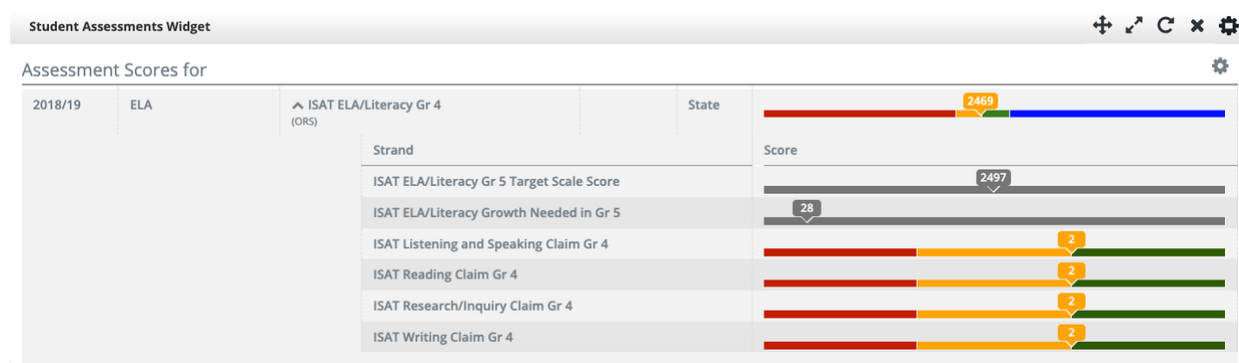 Student Assessments Widget
Assessment Scores for
2018/19 ELA ISAT ELA/Literacy Gr 4 State 2469
(ORS)
Strand Score
ISAT ELA/Literacy Gr 5 Target Scale Score 2497
ISAT ELA/Literacy Growth Needed in Gr 5 28
ISAT Listening and Speaking Claim Gr 4 2
ISAT Reading Claim Gr 4 2
ISAT Research/Inquiry Claim Gr 4 2
ISAT Writing Claim Gr 4 2